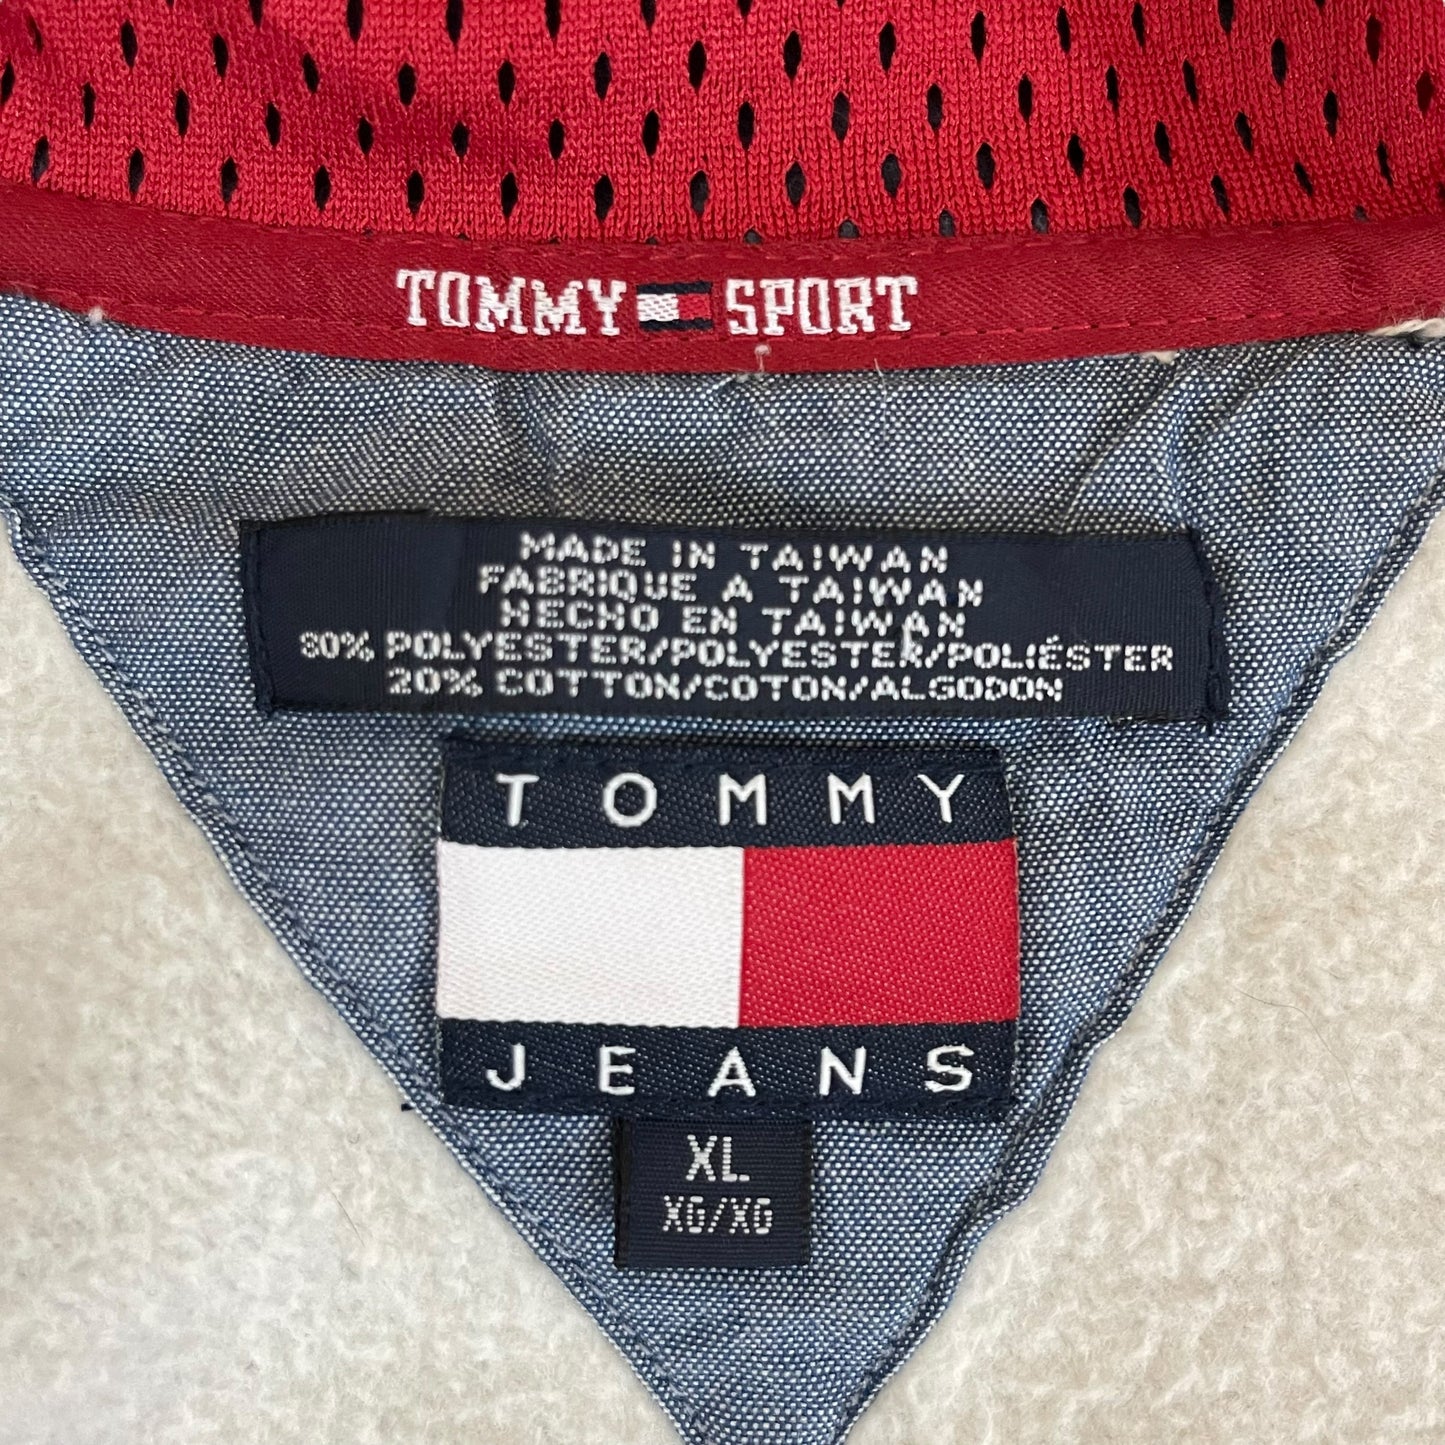 TOMMY SPORT
MADE IN TAIWAN
FABRIQUE A TAIWAN
HECHO EN TAIWAN
80% POLYESTER/POLYESTER/POLIÉSTER
20% COTTON/COTON/ALGODON
TOMMY
JEANS
XL
XG/XG